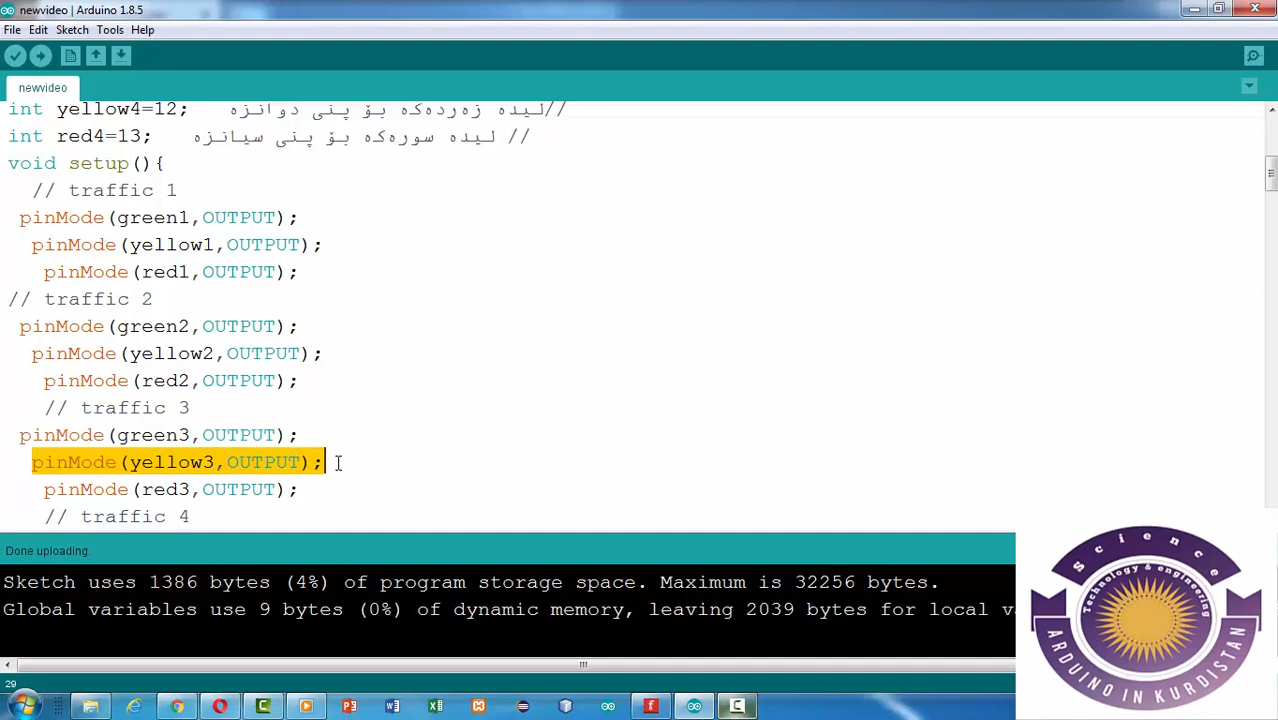 newvideo | Arduino 1.8.5
File Edit Sketch Tools Help
newvideo
int yellow4=12; //لیده زەردەکە بۆ پنی دوانزە
int red4=13; // لیدە سورەکە بۆ پنی سیانزە
void setup(){
// traffic 1
pinMode(green1,OUTPUT);
pinMode(yellow1,OUTPUT);
pinMode(red1,OUTPUT);
// traffic 2
pinMode(green2,OUTPUT);
pinMode(yellow2,OUTPUT);
pinMode(red2,OUTPUT);
// traffic 3
pinMode(green3,OUTPUT);
pinMode(yellow3,OUTPUT);
pinMode(red3,OUTPUT);
// traffic 4
Done uploading.
Sketch uses 1386 bytes (4%) of program storage space. Maximum is 32256 bytes.
Global variables use 9 bytes (0%) of dynamic memory, leaving 2039 bytes for local va
29
Science
Technology & engineering
ARDUINO IN KURDISTAN